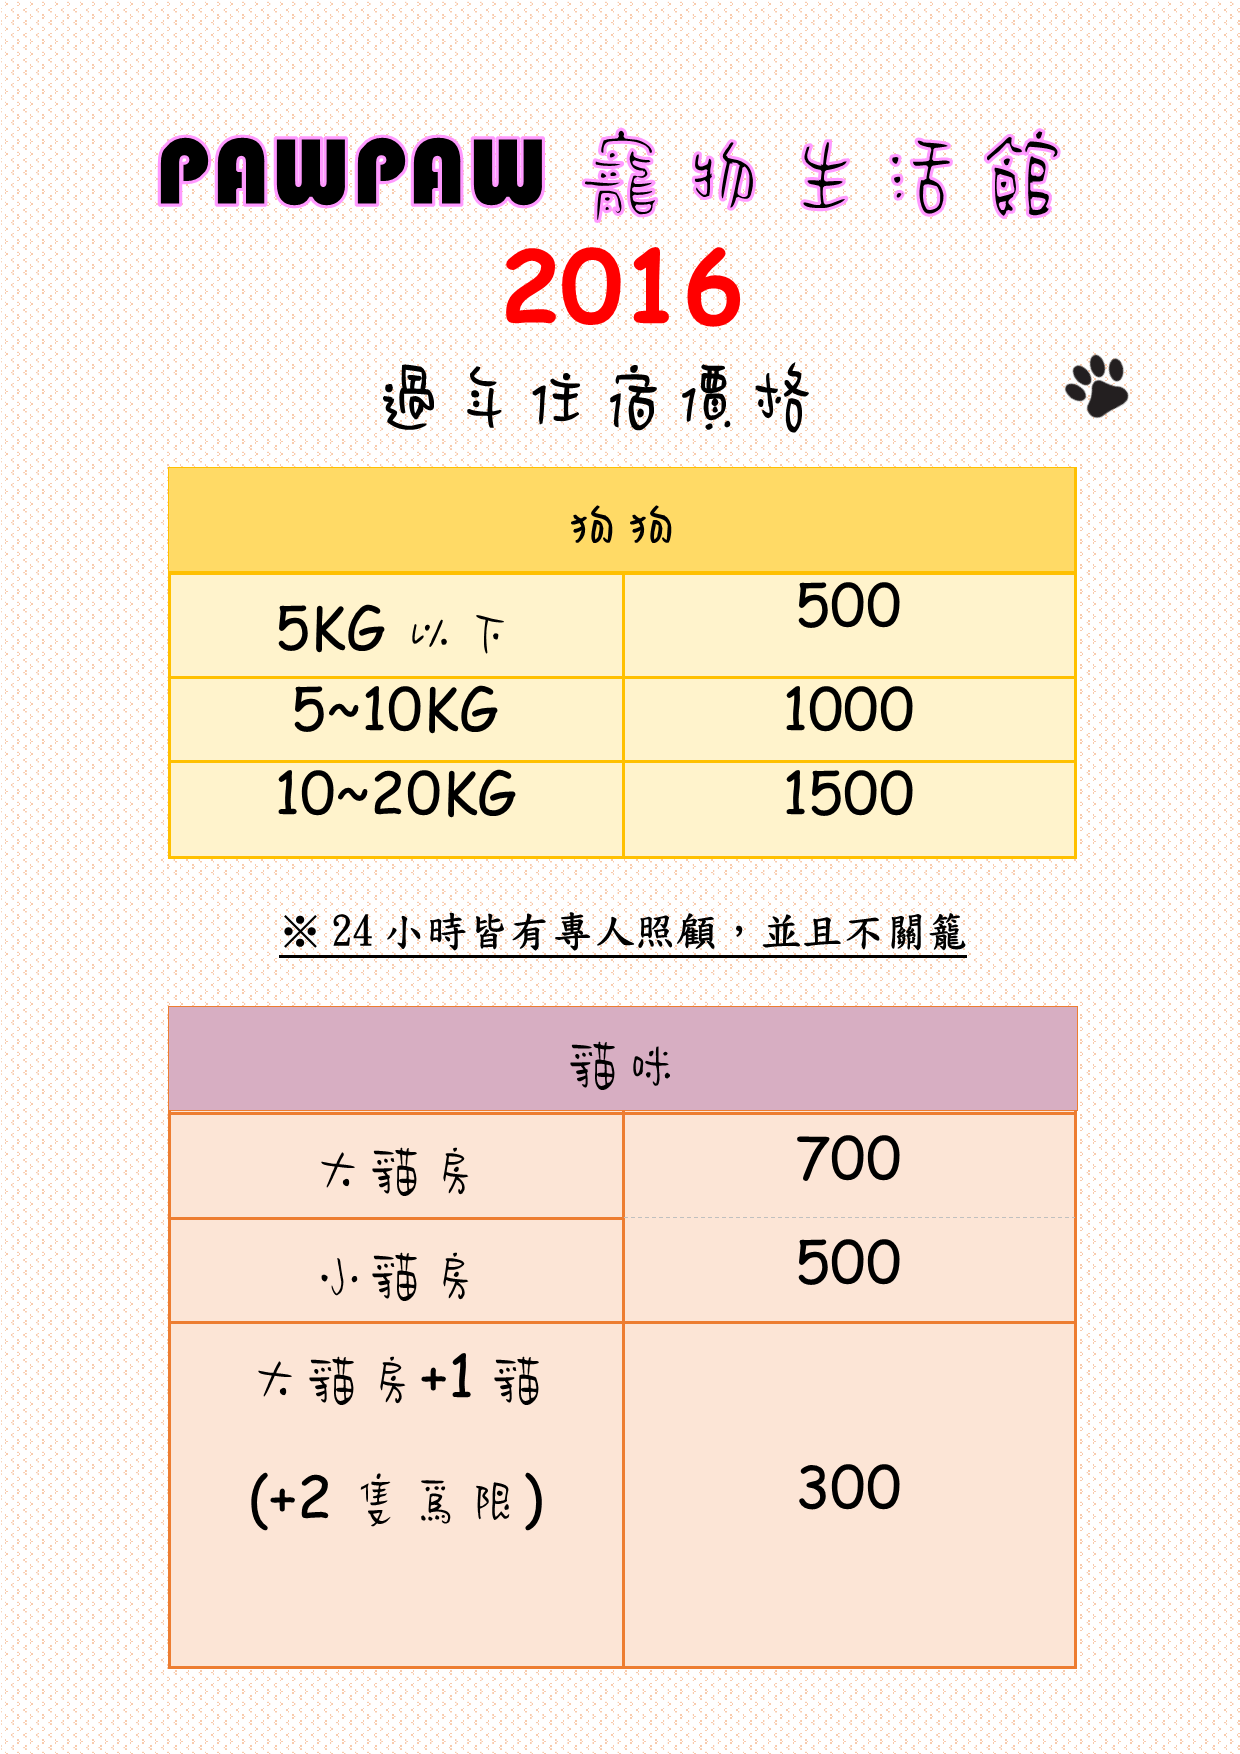 PAWPAW 寵物生活館
2016
過年住宿價格
狗狗
5KG 以下
500
5~10KG
1000
10~20KG
1500
※ 24 小時皆有專人照顧，並且不關籠
貓咪
大貓房
700
小貓房
500
大貓房+1 貓
(+2 隻為限)
300